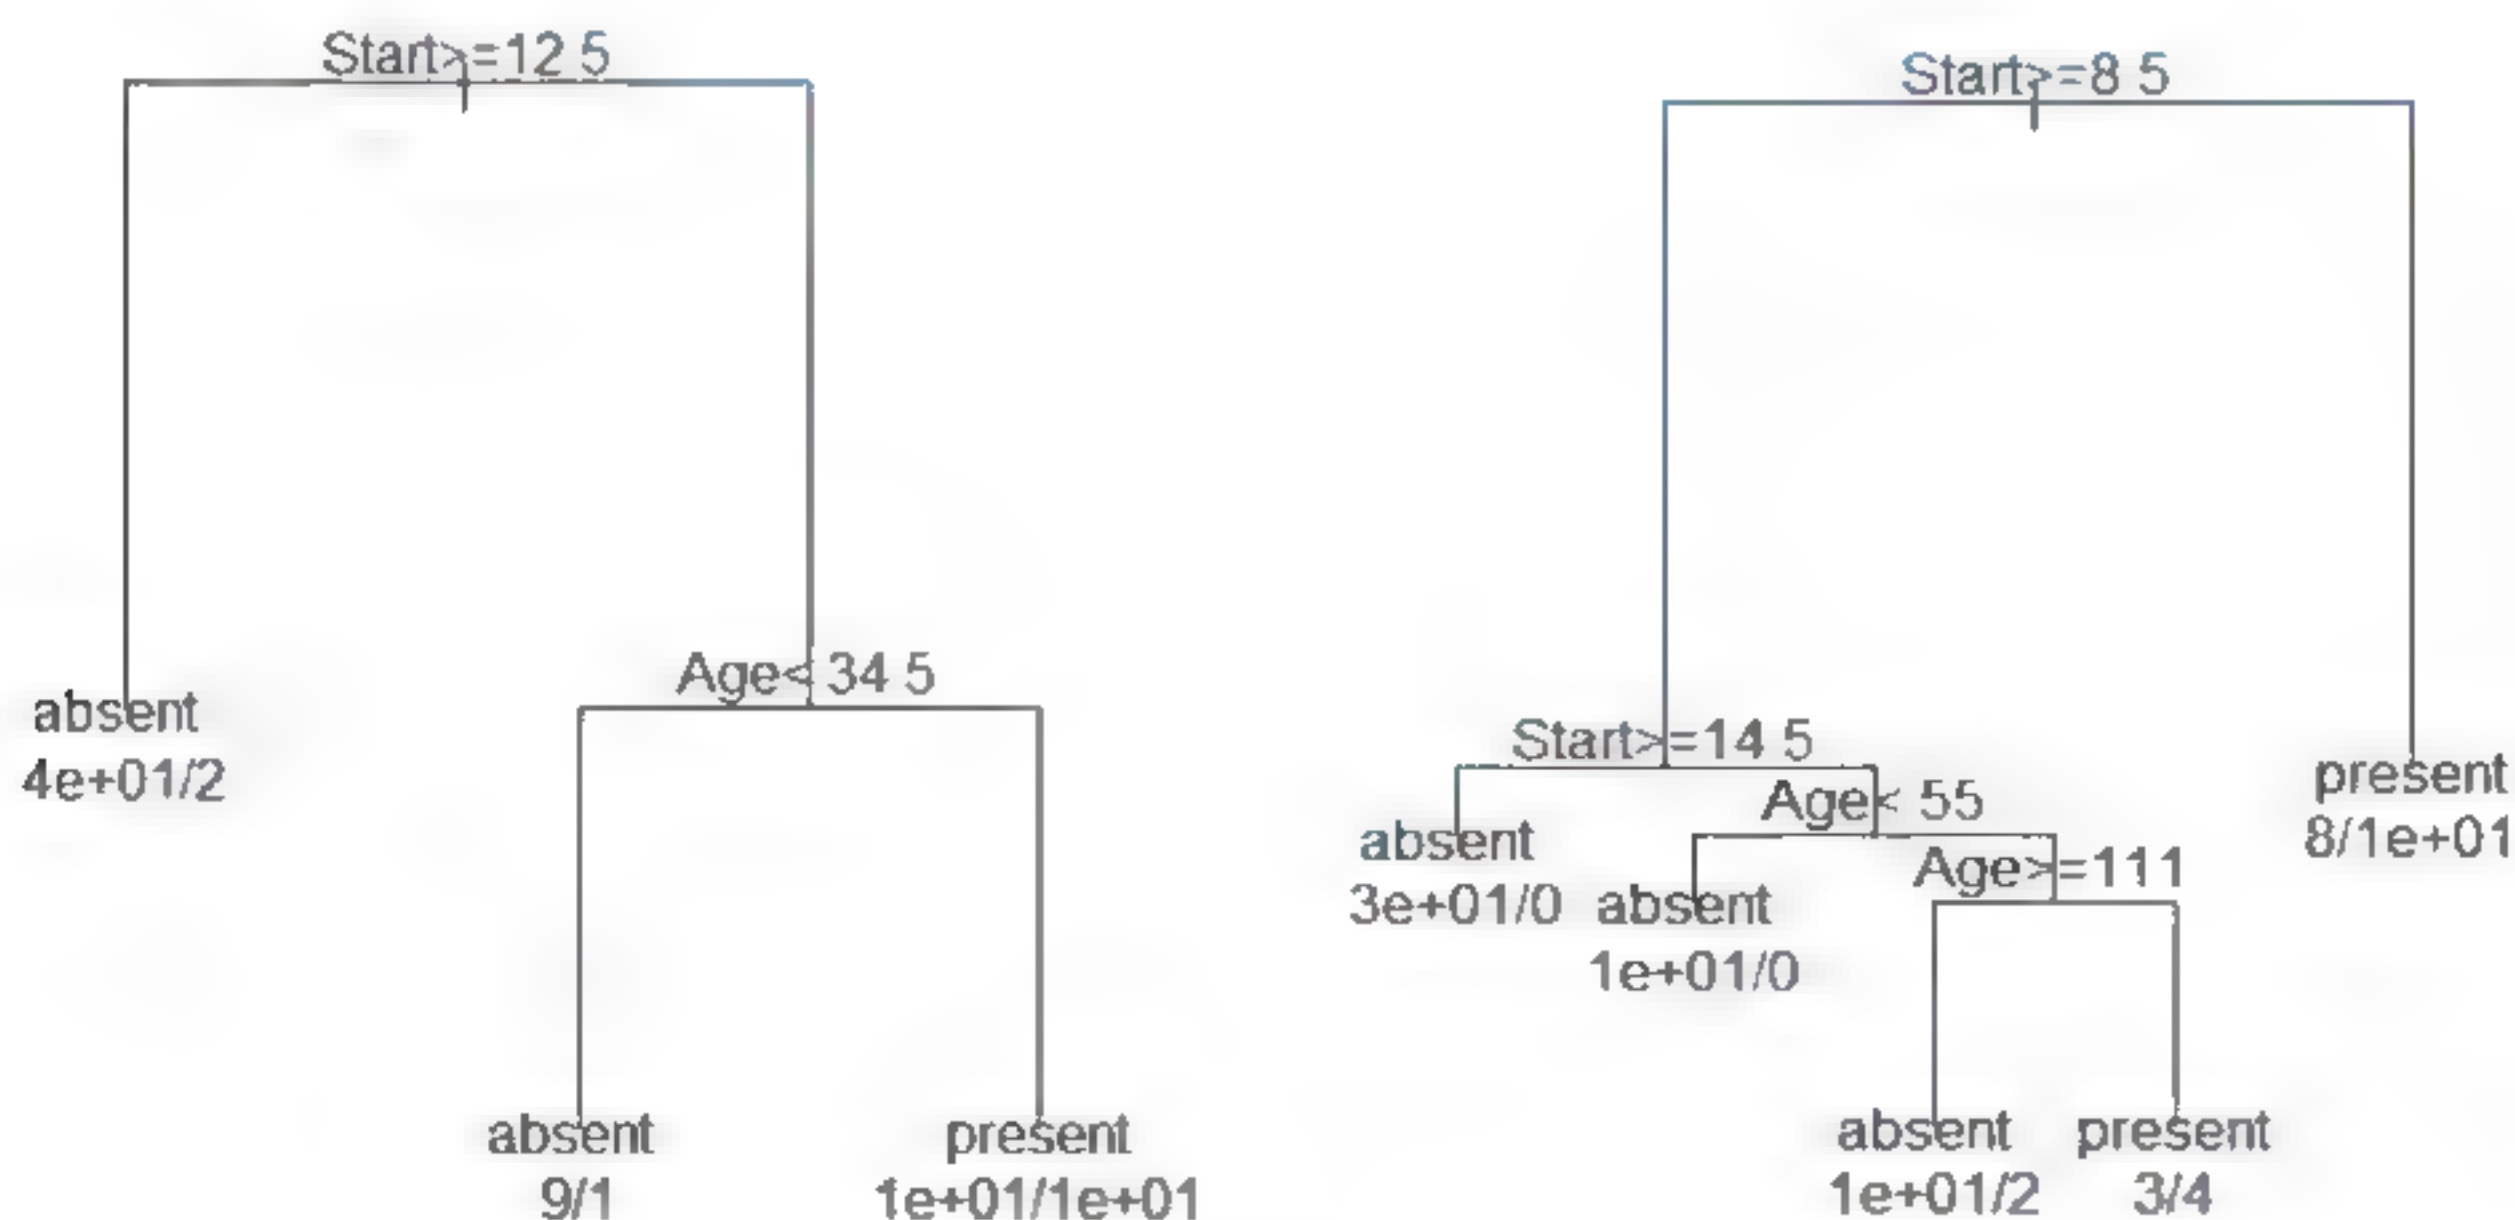 Start>=12 5
absent
4e+01/2
Age< 34 5
absent
9/1
present
1e+01/1e+01
Start>=8 5
Start>=14 5
absent
3e+01/0
Age< 55
absent
1e+01/0
Age>=111
absent
1e+01/2
present
3/4
present
8/1e+01